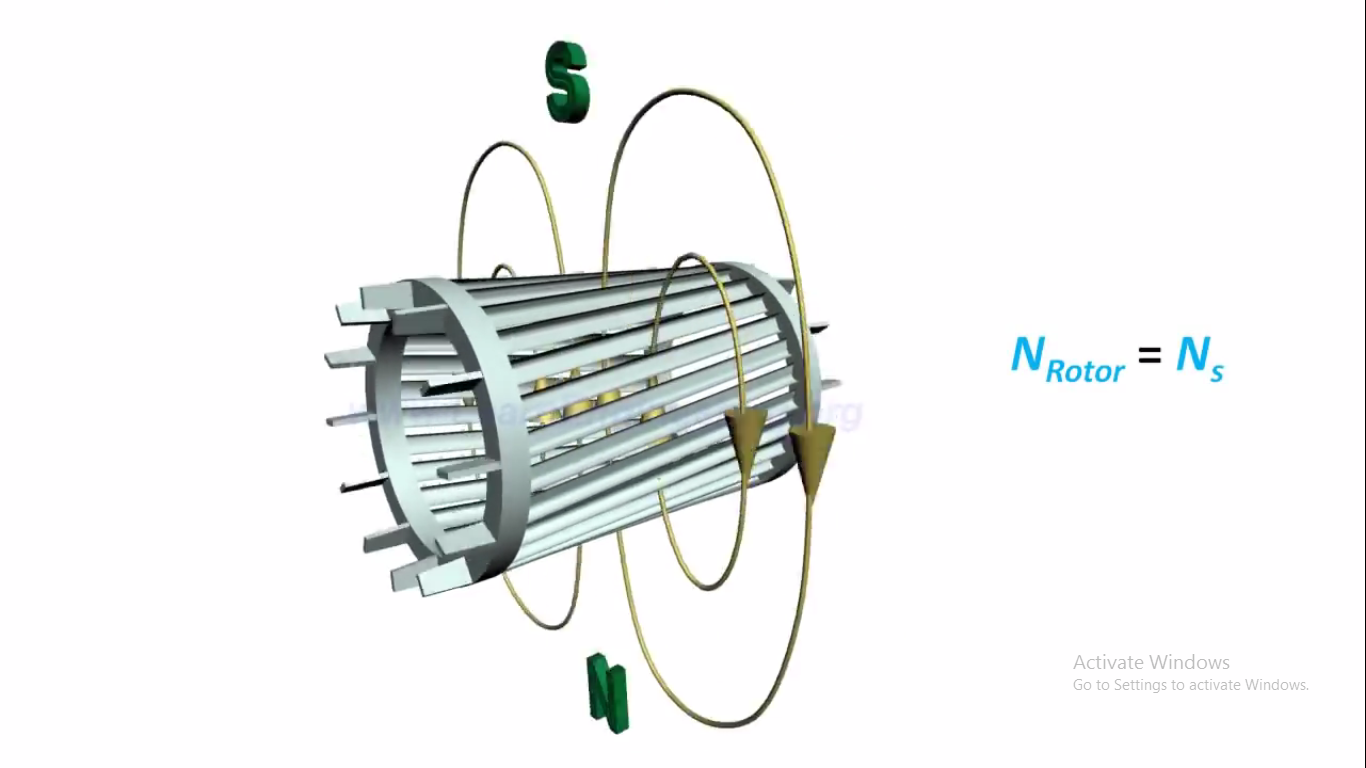 S
N_Rotor = N_s
N
Activate Windows
Go to Settings to activate Windows.